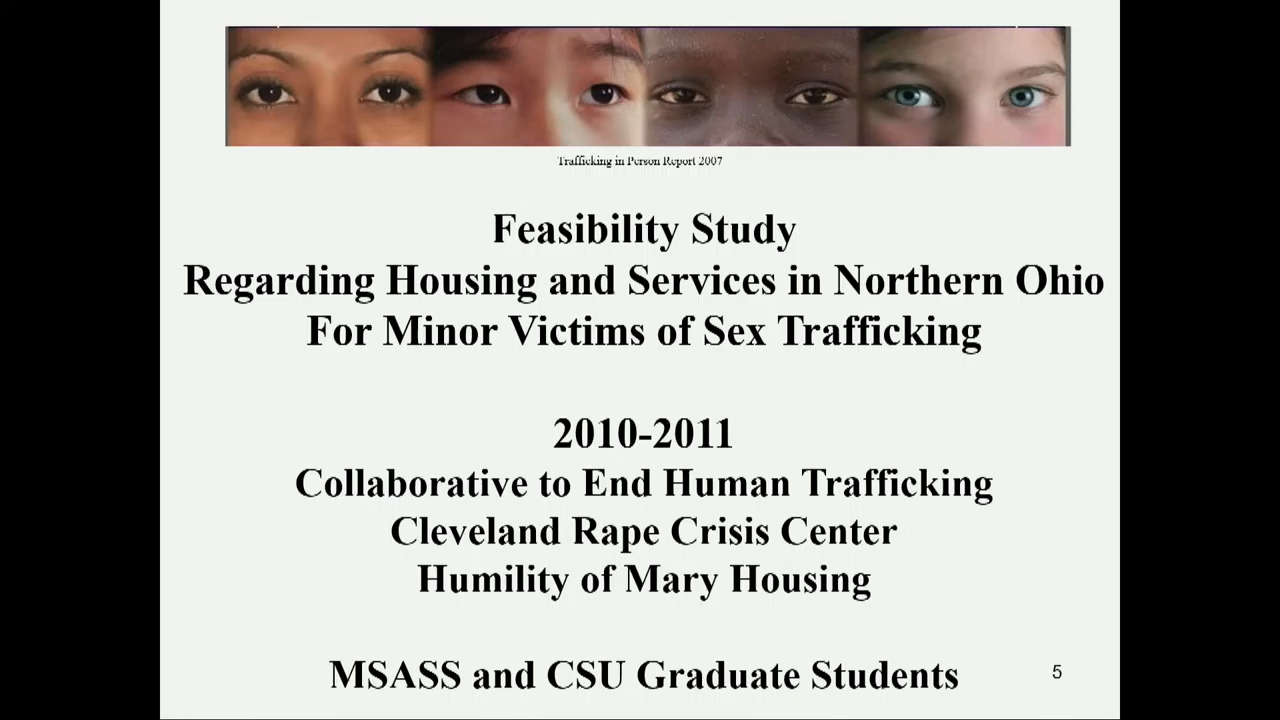 Trafficking in Person Report 2007
Feasibility Study
Regarding Housing and Services in Northern Ohio
For Minor Victims of Sex Trafficking
2010-2011
Collaborative to End Human Trafficking
Cleveland Rape Crisis Center
Humility of Mary Housing
MSASS and CSU Graduate Students
5